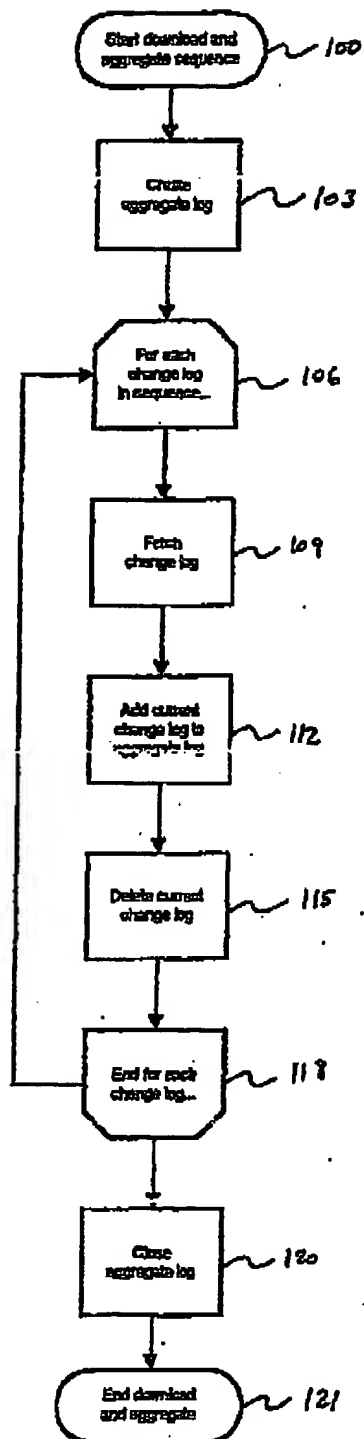 Start download and
aggregate sequence
100
Create
aggregate log
103
For each
change log
in sequence...
106
Fetch
change log
109
Add current
change log to
aggregate log
112
Delete current
change log
115
End for each
change log...
118
Close
aggregate log
120
End download
and aggregate
121